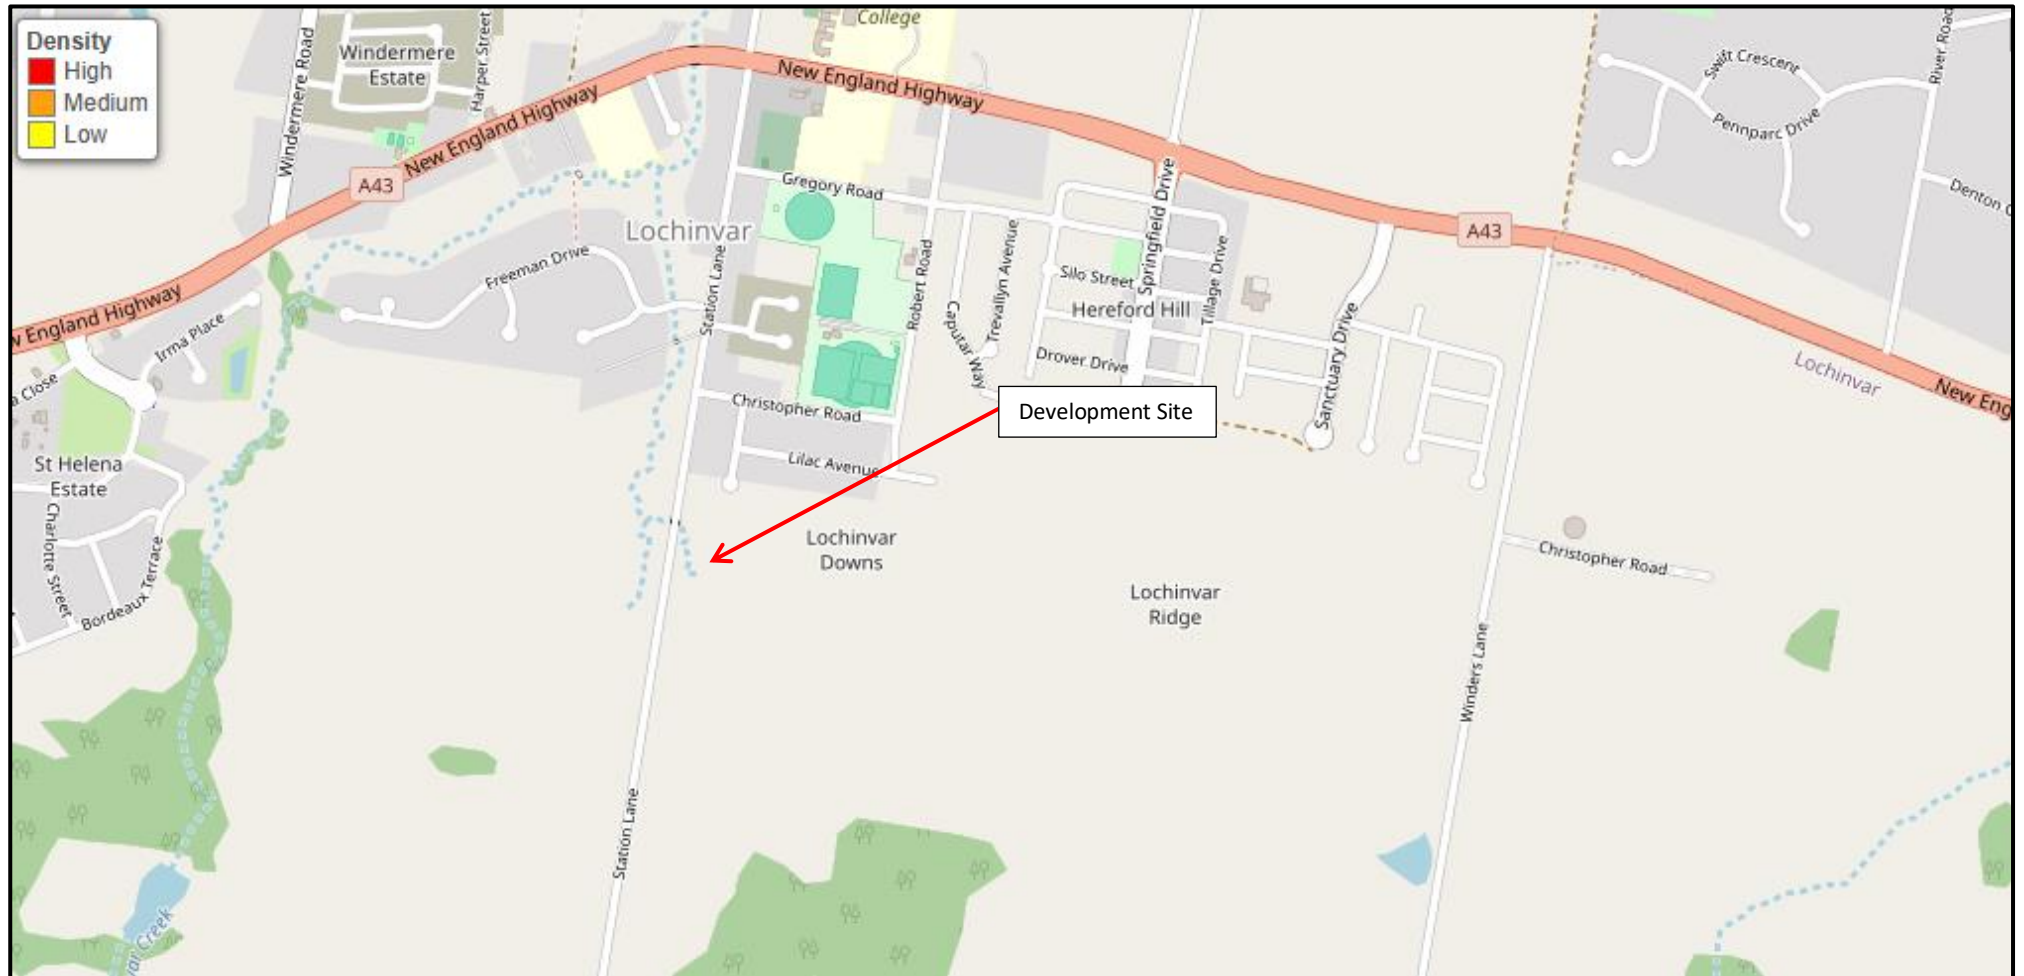 Density
High
Medium
Low
College
Windermere
Estate
Windermere Road
Harper Street
New England Highway
New England Highway
A43
New England Highway
Swift Crescent
River Road
Pennparc Drive
Denton
Gregory Road
Lochinvar
Freeman Drive
Station Lane
Robert Road
Caputar Way
Trevallyn Avenue
Silo Street
Springfield Drive
Tillage Drive
Hereford Hill
Drover Drive
Sanctuary Drive
A43
Lochinvar
New Eng
w England Highway
Irma Place
a Close
St Helena
Estate
Charlotte Street
Bordeaux Terrace
Christopher Road
Lilac Avenue
Development Site
Lochinvar
Downs
Lochinvar
Ridge
Christopher Road
Winders Lane
Station Lane
var Creek